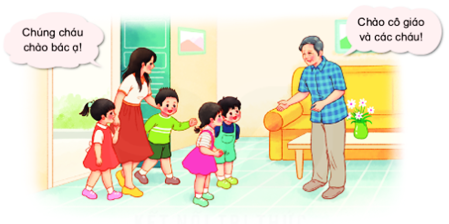 Chúng cháu
chào bác ạ!
Chào cô giáo
và các cháu!